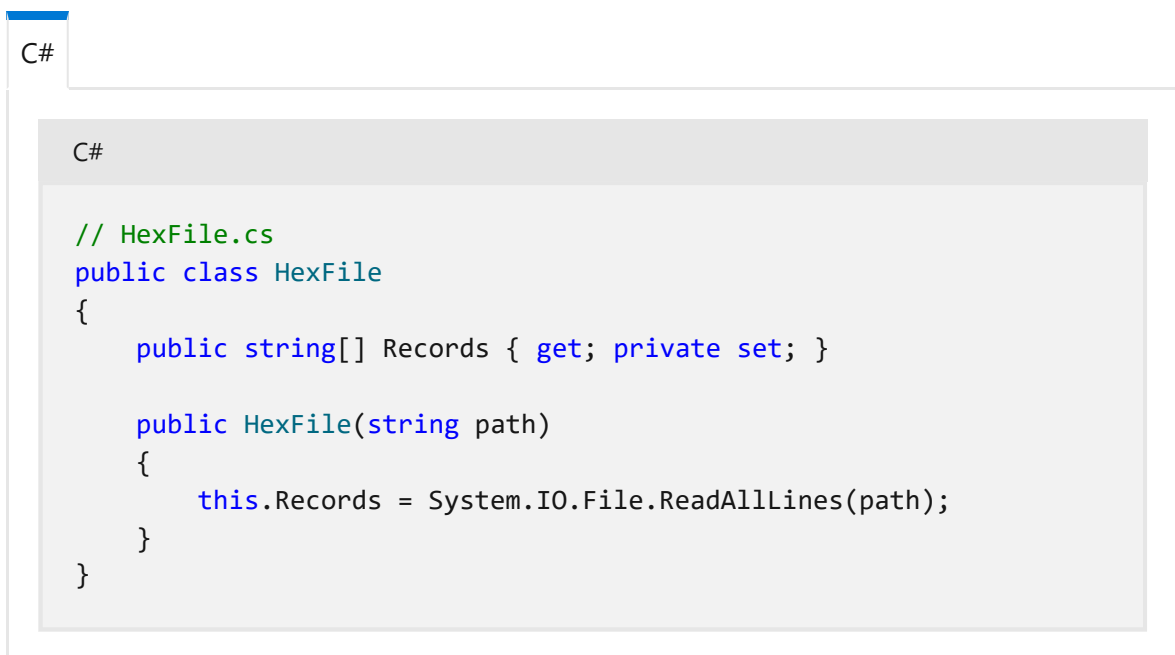 C#
C#
// HexFile.cs
public class HexFile
{
    public string[] Records { get; private set; }
    public HexFile(string path)
    {
        this.Records = System.IO.File.ReadAllLines(path);
    }
}